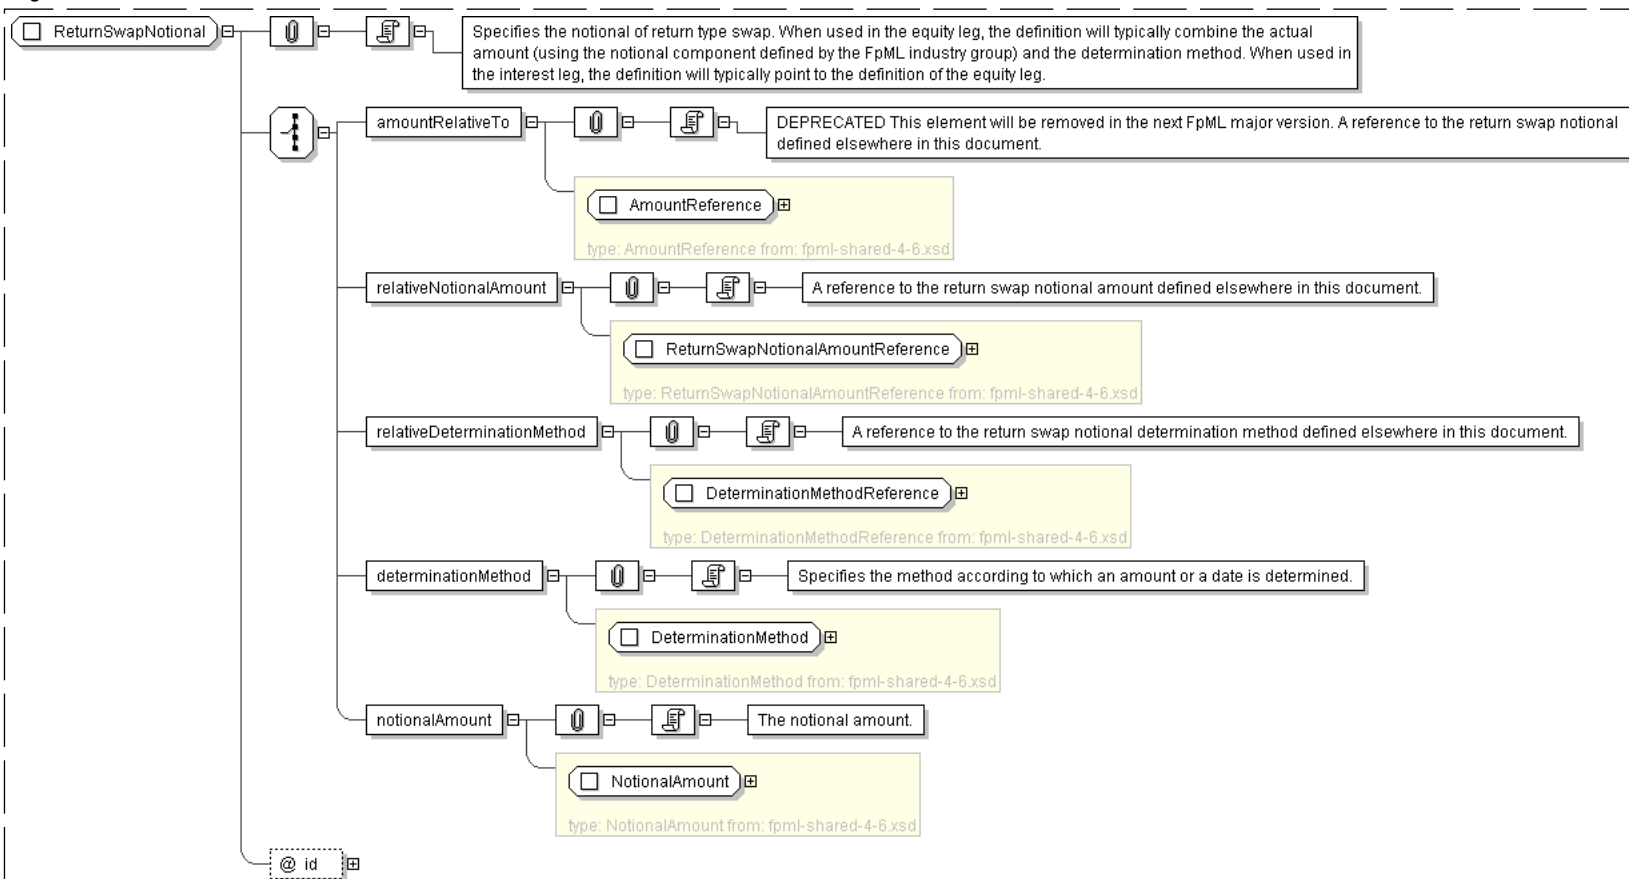 ReturnSwapNotional
Specifies the notional of return type swap. When used in the equity leg, the definition will typically combine the actual
amount (using the notional component defined by the FpML industry group) and the determination method. When used in
the interest leg, the definition will typically point to the definition of the equity leg.
amountRelativeTo
DEPRECATED This element will be removed in the next FpML major version. A reference to the return swap notional
defined elsewhere in this document.
AmountReference
type: AmountReference from: fpml-shared-4-6.xsd
relativeNotionalAmount
A reference to the return swap notional amount defined elsewhere in this document.
ReturnSwapNotionalAmountReference
type: ReturnSwapNotionalAmountReference from: fpml-shared-4-6.xsd
relativeDeterminationMethod
A reference to the return swap notional determination method defined elsewhere in this document.
DeterminationMethodReference
type: DeterminationMethodReference from: fpml-shared-4-6.xsd
determinationMethod
Specifies the method according to which an amount or a date is determined.
DeterminationMethod
type: DeterminationMethod from: fpml-shared-4-6.xsd
notionalAmount
The notional amount.
NotionalAmount
type: NotionalAmount from: fpml-shared-4-6.xsd
@ id